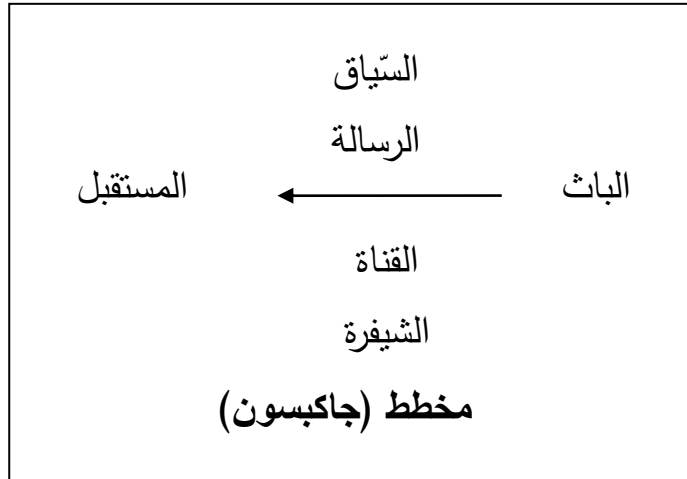 السّياق
الرسالة
الباث المستقبل
القناة
الشيفرة
مخطط (جاكبسون)